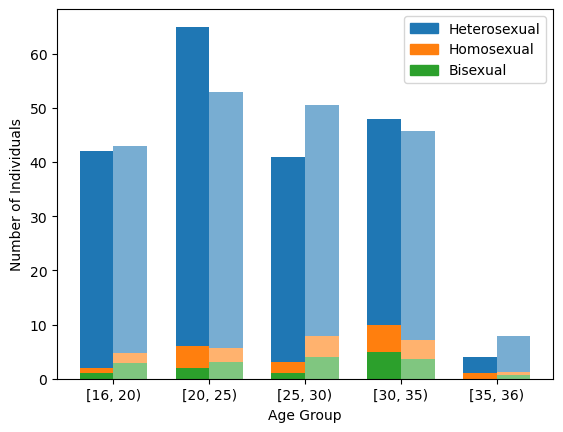 Heterosexual
Homosexual
Bisexual
Number of Individuals
60
50
40
30
20
10
0
[16, 20)
[20, 25)
[25, 30)
[30, 35)
[35, 36)
Age Group